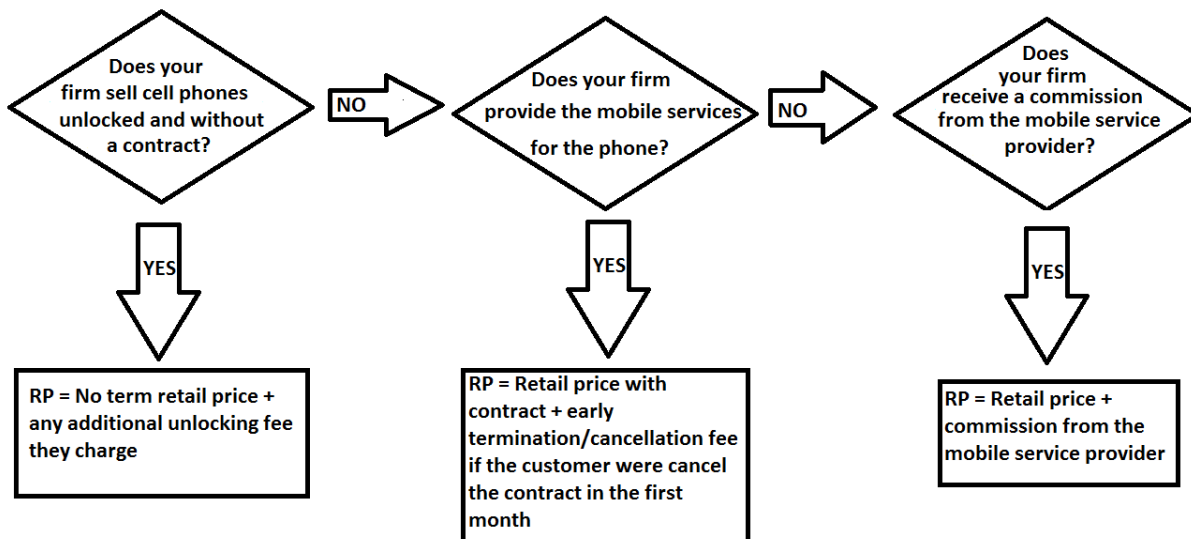 Does your
firm sell cell phones
unlocked and without
a contract?
NO
Does your firm
provide the mobile services
for the phone?
NO
Does
your firm
receive a commission
from the mobile service
provider?
YES
YES
YES
RP = No term retail price +
any additional unlocking fee
they charge
RP = Retail price with
contract + early
termination/cancellation fee
if the customer were cancel
the contract in the first
month
RP = Retail price +
commission from the
mobile service provider